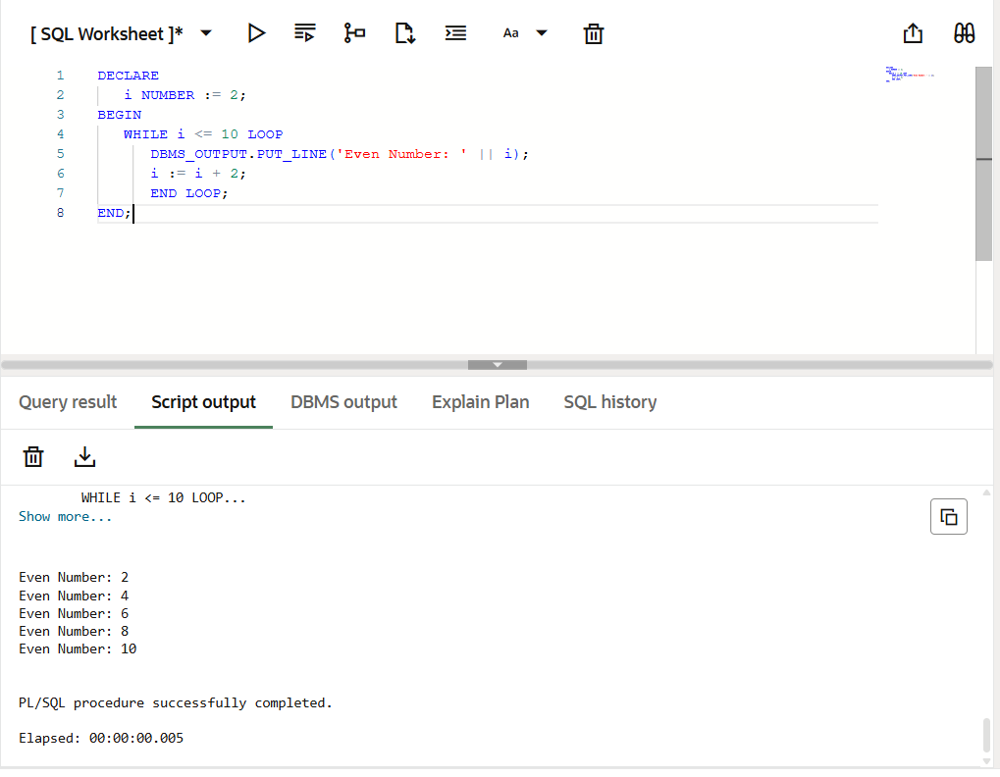 [ SQL Worksheet ]* Aa
1 DECLARE
2 i NUMBER := 2;
3 BEGIN
4 WHILE i <= 10 LOOP
5 DBMS_OUTPUT.PUT_LINE('Even Number: ' || i);
6 i := i + 2;
7 END LOOP;
8 END;
Query result Script output DBMS output Explain Plan SQL history
WHILE i <= 10 LOOP...
Show more...
Even Number: 2
Even Number: 4
Even Number: 6
Even Number: 8
Even Number: 10
PL/SQL procedure successfully completed.
Elapsed: 00:00:00.005